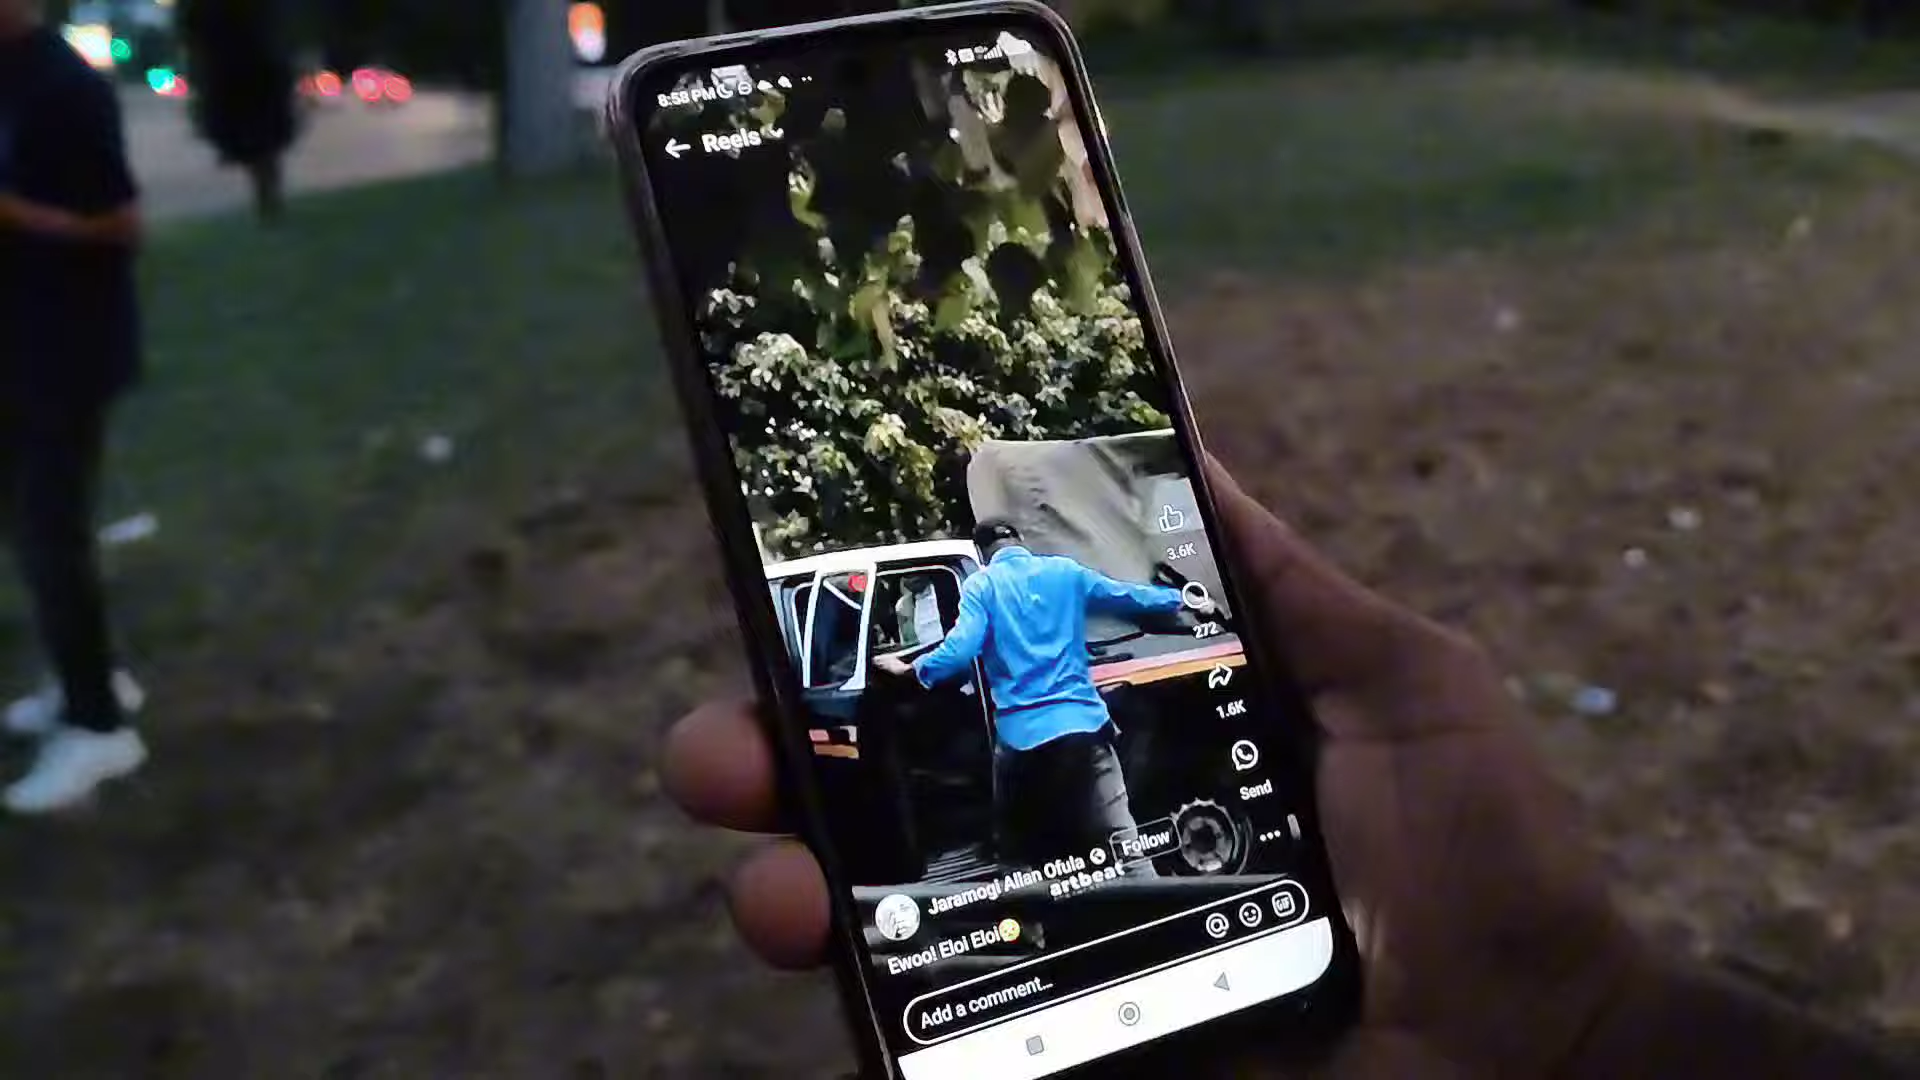 8:58 PM
Reels
3.6K
272
1.6K
Send
Jaramogi Allan Ofula
Follow
artbeat
Ewoo! Eloi Eloi😥
GIF
Add a comment...